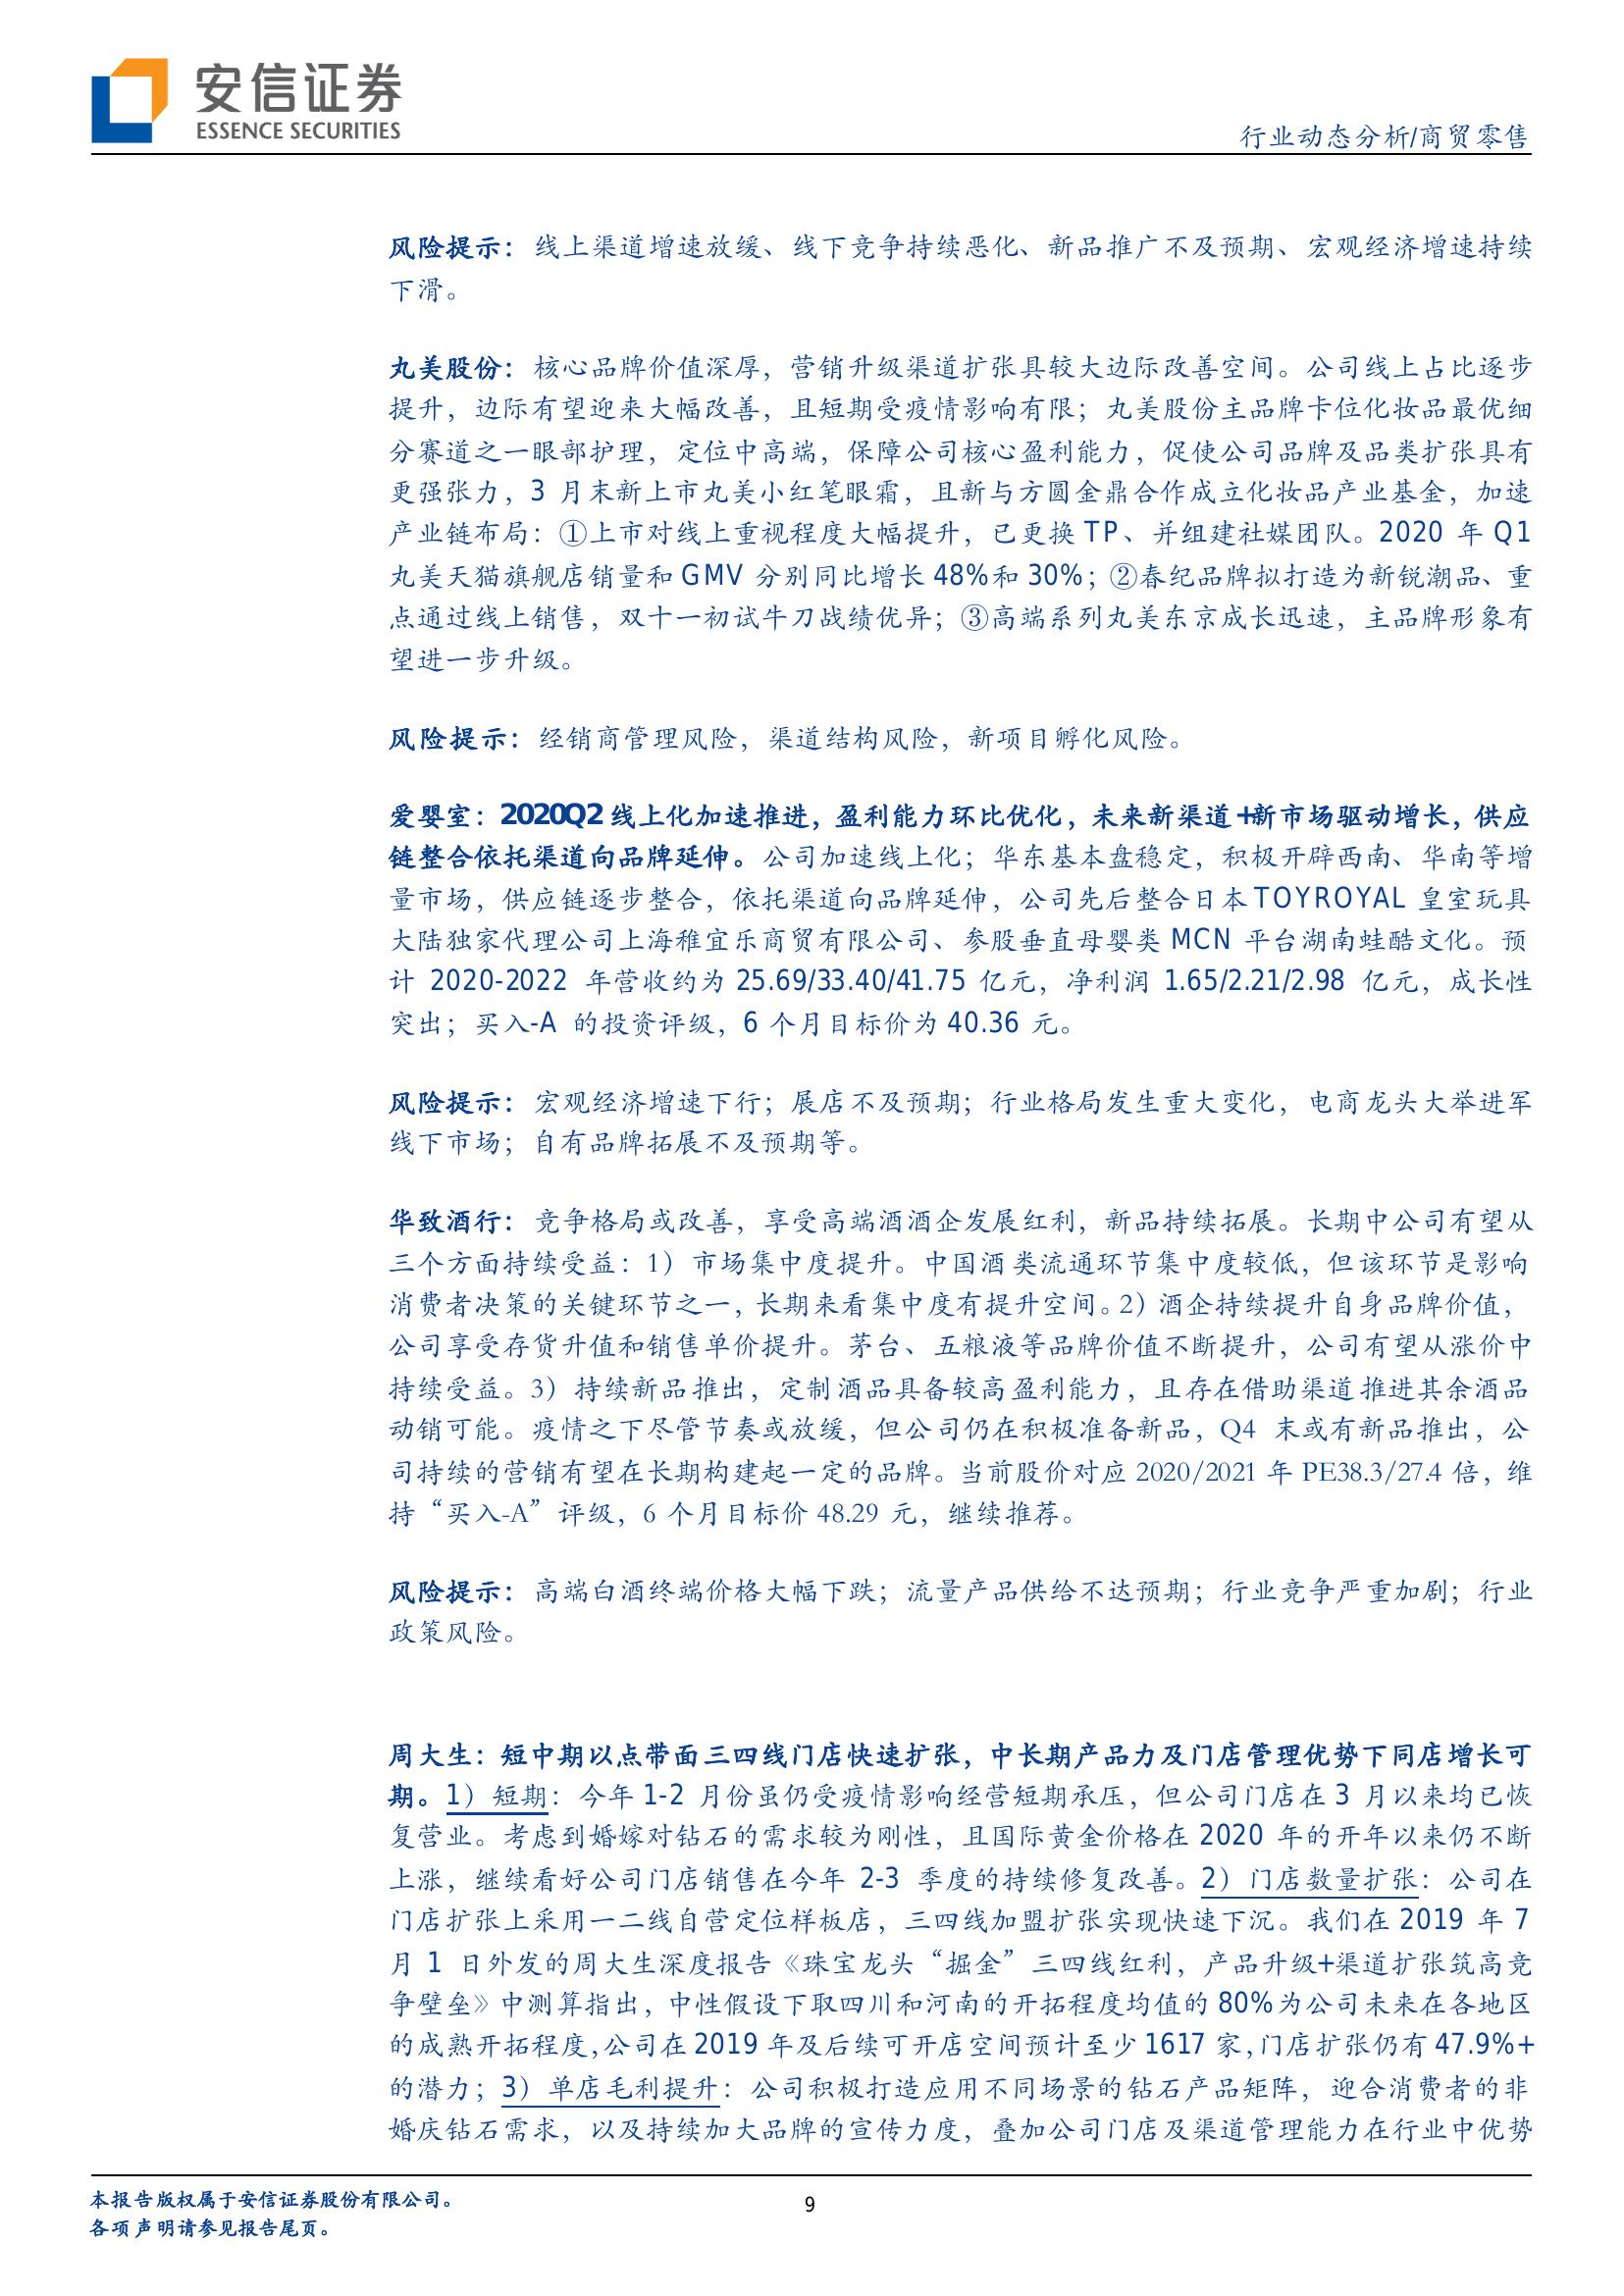 安信证券
ESSENCE SECURITIES
行业动态分析/商贸零售
风险提示：线上渠道增速放缓、线下竞争持续恶化、新品推广不及预期、宏观经济增速持续
下滑。
丸美股份：核心品牌价值深厚，营销升级渠道扩张具较大边际改善空间。公司线上占比逐步
提升，边际有望迎来大幅改善，且短期受疫情影响有限；丸美股份主品牌卡位化妆品最优细
分赛道之一眼部护理，定位中高端，保障公司核心盈利能力，促使公司品牌及品类扩张具有
更强张力，3 月末新上市丸美小红笔眼霜，且新与方圆金鼎合作成立化妆品产业基金，加速
产业链布局：①上市对线上重视程度大幅提升，已更换 TP、并组建社媒团队。2020 年 Q1
丸美天猫旗舰店销量和 GMV 分别同比增长 48%和 30%；②春纪品牌拟打造为新锐潮品、重
点通过线上销售，双十一初试牛刀战绩优异；③高端系列丸美东京成长迅速，主品牌形象有
望进一步升级。
风险提示：经销商管理风险，渠道结构风险，新项目孵化风险。
爱婴室：2020Q2 线上化加速推进，盈利能力环比优化，未来新渠道+新市场驱动增长，供应
链整合依托渠道向品牌延伸。公司加速线上化；华东基本盘稳定，积极开辟西南、华南等增
量市场，供应链逐步整合，依托渠道向品牌延伸，公司先后整合日本 TOYROYAL 皇室玩具
大陆独家代理公司上海稚宜乐商贸有限公司、参股垂直母婴类 MCN 平台湖南蛙酷文化。预
计 2020-2022 年营收约为 25.69/33.40/41.75 亿元，净利润 1.65/2.21/2.98 亿元，成长性
突出；买入-A 的投资评级，6 个月目标价为 40.36 元。
风险提示：宏观经济增速下行；展店不及预期；行业格局发生重大变化，电商龙头大举进军
线下市场；自有品牌拓展不及预期等。
华致酒行：竞争格局或改善，享受高端酒酒企发展红利，新品持续拓展。长期中公司有望从
三个方面持续受益：1）市场集中度提升。中国酒类流通环节集中度较低，但该环节是影响
消费者决策的关键环节之一，长期来看集中度有提升空间。2）酒企持续提升自身品牌价值，
公司享受存货升值和销售单价提升。茅台、五粮液等品牌价值不断提升，公司有望从涨价中
持续受益。3）持续新品推出，定制酒品具备较高盈利能力，且存在借助渠道推进其余酒品
动销可能。疫情之下尽管节奏或放缓，但公司仍在积极准备新品，Q4 末或有新品推出，公
司持续的营销有望在长期构建起一定的品牌。当前股价对应 2020/2021 年 PE38.3/27.4 倍，维
持“买入-A”评级，6 个月目标价 48.29 元，继续推荐。
风险提示：高端白酒终端价格大幅下跌；流量产品供给不达预期；行业竞争严重加剧；行业
政策风险。
周大生：短中期以点带面三四线门店快速扩张，中长期产品力及门店管理优势下同店增长可
期。1）短期：今年 1-2 月份虽仍受疫情影响经营短期承压，但公司门店在 3 月以来均已恢
复营业。考虑到婚嫁对钻石的需求较为刚性，且国际黄金价格在 2020 年的开年以来仍不断
上涨，继续看好公司门店销售在今年 2-3 季度的持续修复改善。2）门店数量扩张：公司在
门店扩张上采用一二线自营定位样板店，三四线加盟扩张实现快速下沉。我们在 2019 年 7
月 1 日外发的周大生深度报告《珠宝龙头“掘金”三四线红利，产品升级+渠道扩张筑高竞
争壁垒》中测算指出，中性假设下取四川和河南的开拓程度均值的 80%为公司未来在各地区
的成熟开拓程度，公司在 2019 年及后续可开店空间预计至少 1617 家，门店扩张仍有 47.9%+
的潜力；3）单店毛利提升：公司积极打造应用不同场景的钻石产品矩阵，迎合消费者的非
婚庆钻石需求，以及持续加大品牌的宣传力度，叠加公司门店及渠道管理能力在行业中优势
本报告版权属于安信证券股份有限公司。
9
各项声明请参见报告尾页。